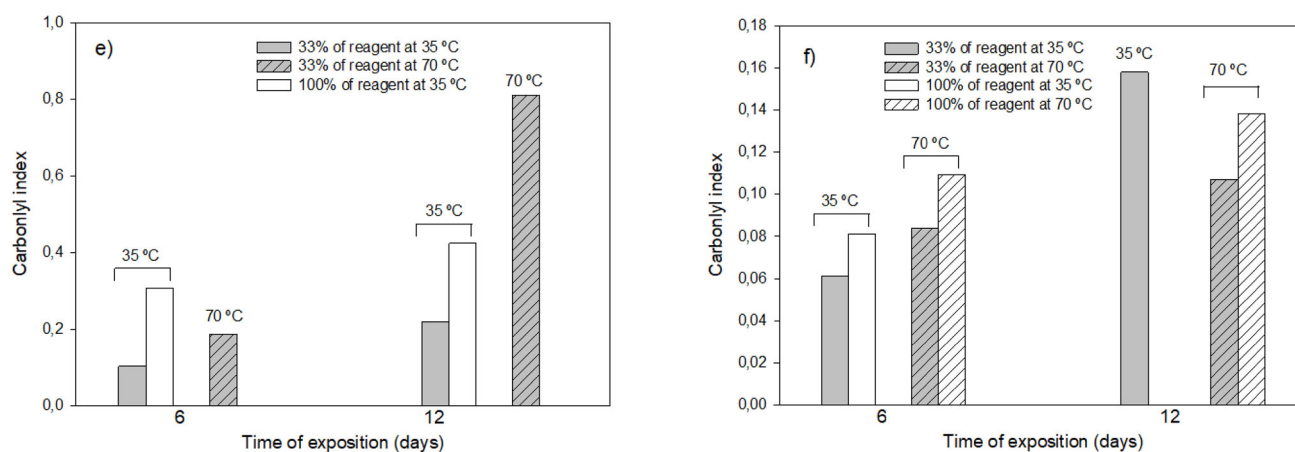 e)
33% of reagent at 35 ºC
33% of reagent at 70 ºC
100% of reagent at 35 ºC
1,0
0,8
0,6
0,4
0,2
0,0
Carbonlyl index
35 ºC
70 ºC
35 ºC
70 ºC
6
12
Time of exposition (days)
f)
33% of reagent at 35 ºC
33% of reagent at 70 ºC
100% of reagent at 35 ºC
100% of reagent at 70 ºC
0,18
0,16
0,14
0,12
0,10
0,08
0,06
0,04
0,02
0,00
Carbonlyl index
35 ºC
70 ºC
35 ºC
70 ºC
6
12
Time of exposition (days)